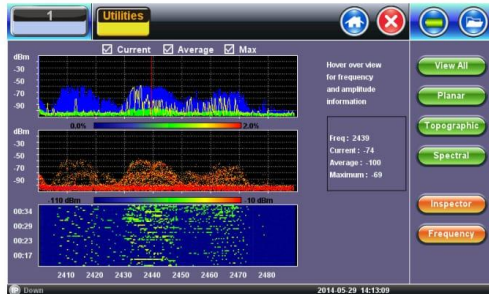 1
Utilities
Current Average Max
dBm
-30
-50
-70
-90
0.0% 2.0%
dBm
-30
-50
-70
-90
-110 dBm -10 dBm
00:34
00:29
00:23
00:17
2410 2420 2430 2440 2450 2460 2470 2480
Hover over view
for frequency
and amplitude
information
Freq: 2439
Current: -74
Average: -100
Maximum: -69
View All
Planar
Topographic
Spectral
Inspector
Frequency
IP Down
2014-05-29 14:13:09